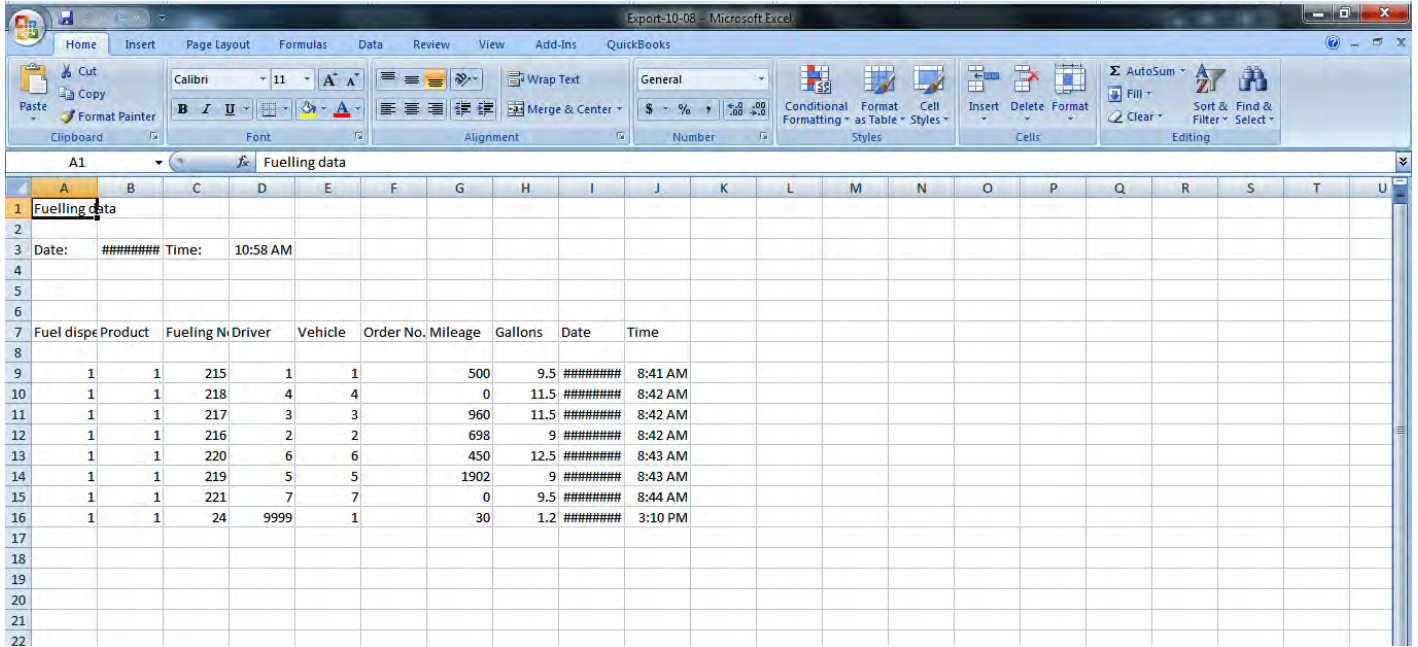 Export-10-08 - Microsoft Excel
Home Insert Page Layout Formulas Data Review View Add-Ins QuickBooks
Paste
Cut
Copy
Format Painter
Clipboard
Calibri 11 A A
B I U A
Font
Wrap Text
Merge & Center
Alignment
General
$ % , .0 .00 .00 .0
Number
Conditional Formatting
Format as Table
Cell Styles
Styles
Insert Delete Format
Cells
Σ AutoSum
Fill
Clear
Sort & Filter
Find & Select
Editing
A1 fx Fuelling data
A B C D E F G H I J K L M N O P Q R S T U
1 Fuelling data
2
3 Date: ######## Time: 10:58 AM
4
5
6
7 Fuel dispe Product Fueling N Driver Vehicle Order No. Mileage Gallons Date Time
8
9 1 1 215 1 1 500 9.5 ######## 8:41 AM
10 1 1 218 4 4 0 11.5 ######## 8:42 AM
11 1 1 217 3 3 960 11.5 ######## 8:42 AM
12 1 1 216 2 2 698 9 ######## 8:42 AM
13 1 1 220 6 6 450 12.5 ######## 8:43 AM
14 1 1 219 5 5 1902 9 ######## 8:43 AM
15 1 1 221 7 7 0 9.5 ######## 8:44 AM
16 1 1 24 9999 1 30 1.2 ######## 3:10 PM
17
18
19
20
21
22